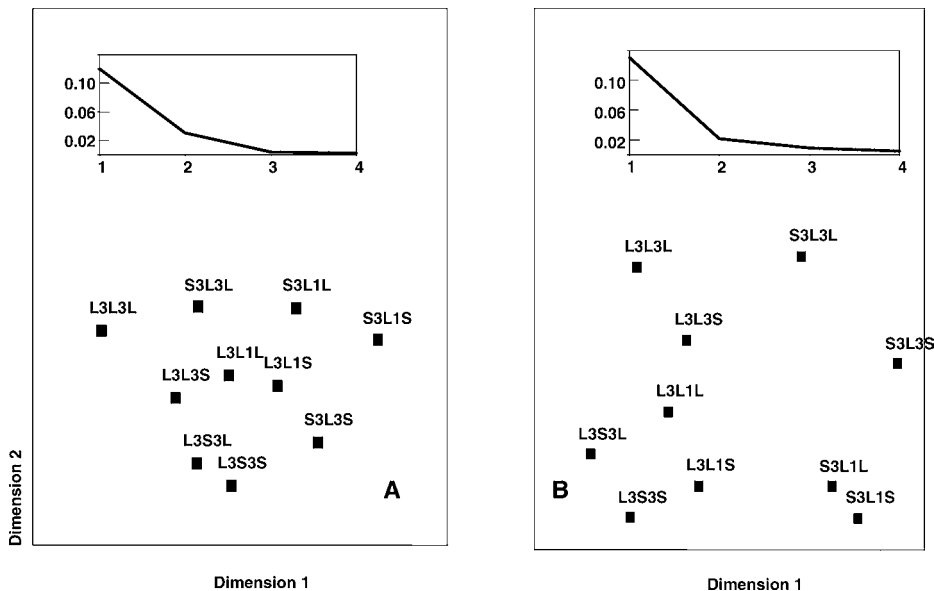 0.10
0.06
0.02
1 2 3 4
S3L3L
S3L1L
L3L3L
S3L1S
L3L1L
L3L1S
L3L3S
S3L3S
L3S3L
L3S3S
A
Dimension 2
Dimension 1
0.10
0.06
0.02
1 2 3 4
S3L3L
L3L3L
L3L3S
S3L3S
L3L1L
L3S3L
L3L1S
S3L1L
B
L3S3S
S3L1S
Dimension 1